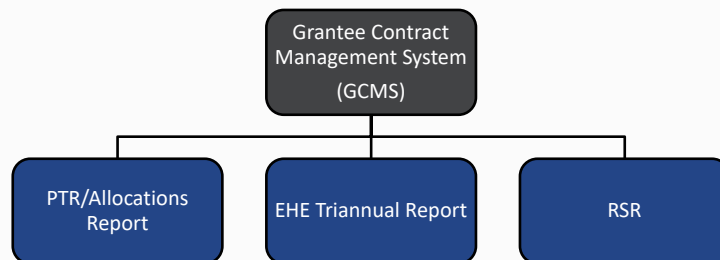 Grantee Contract
Management System
(GCMS)
PTR/Allocations
Report
EHE Triannual Report
RSR